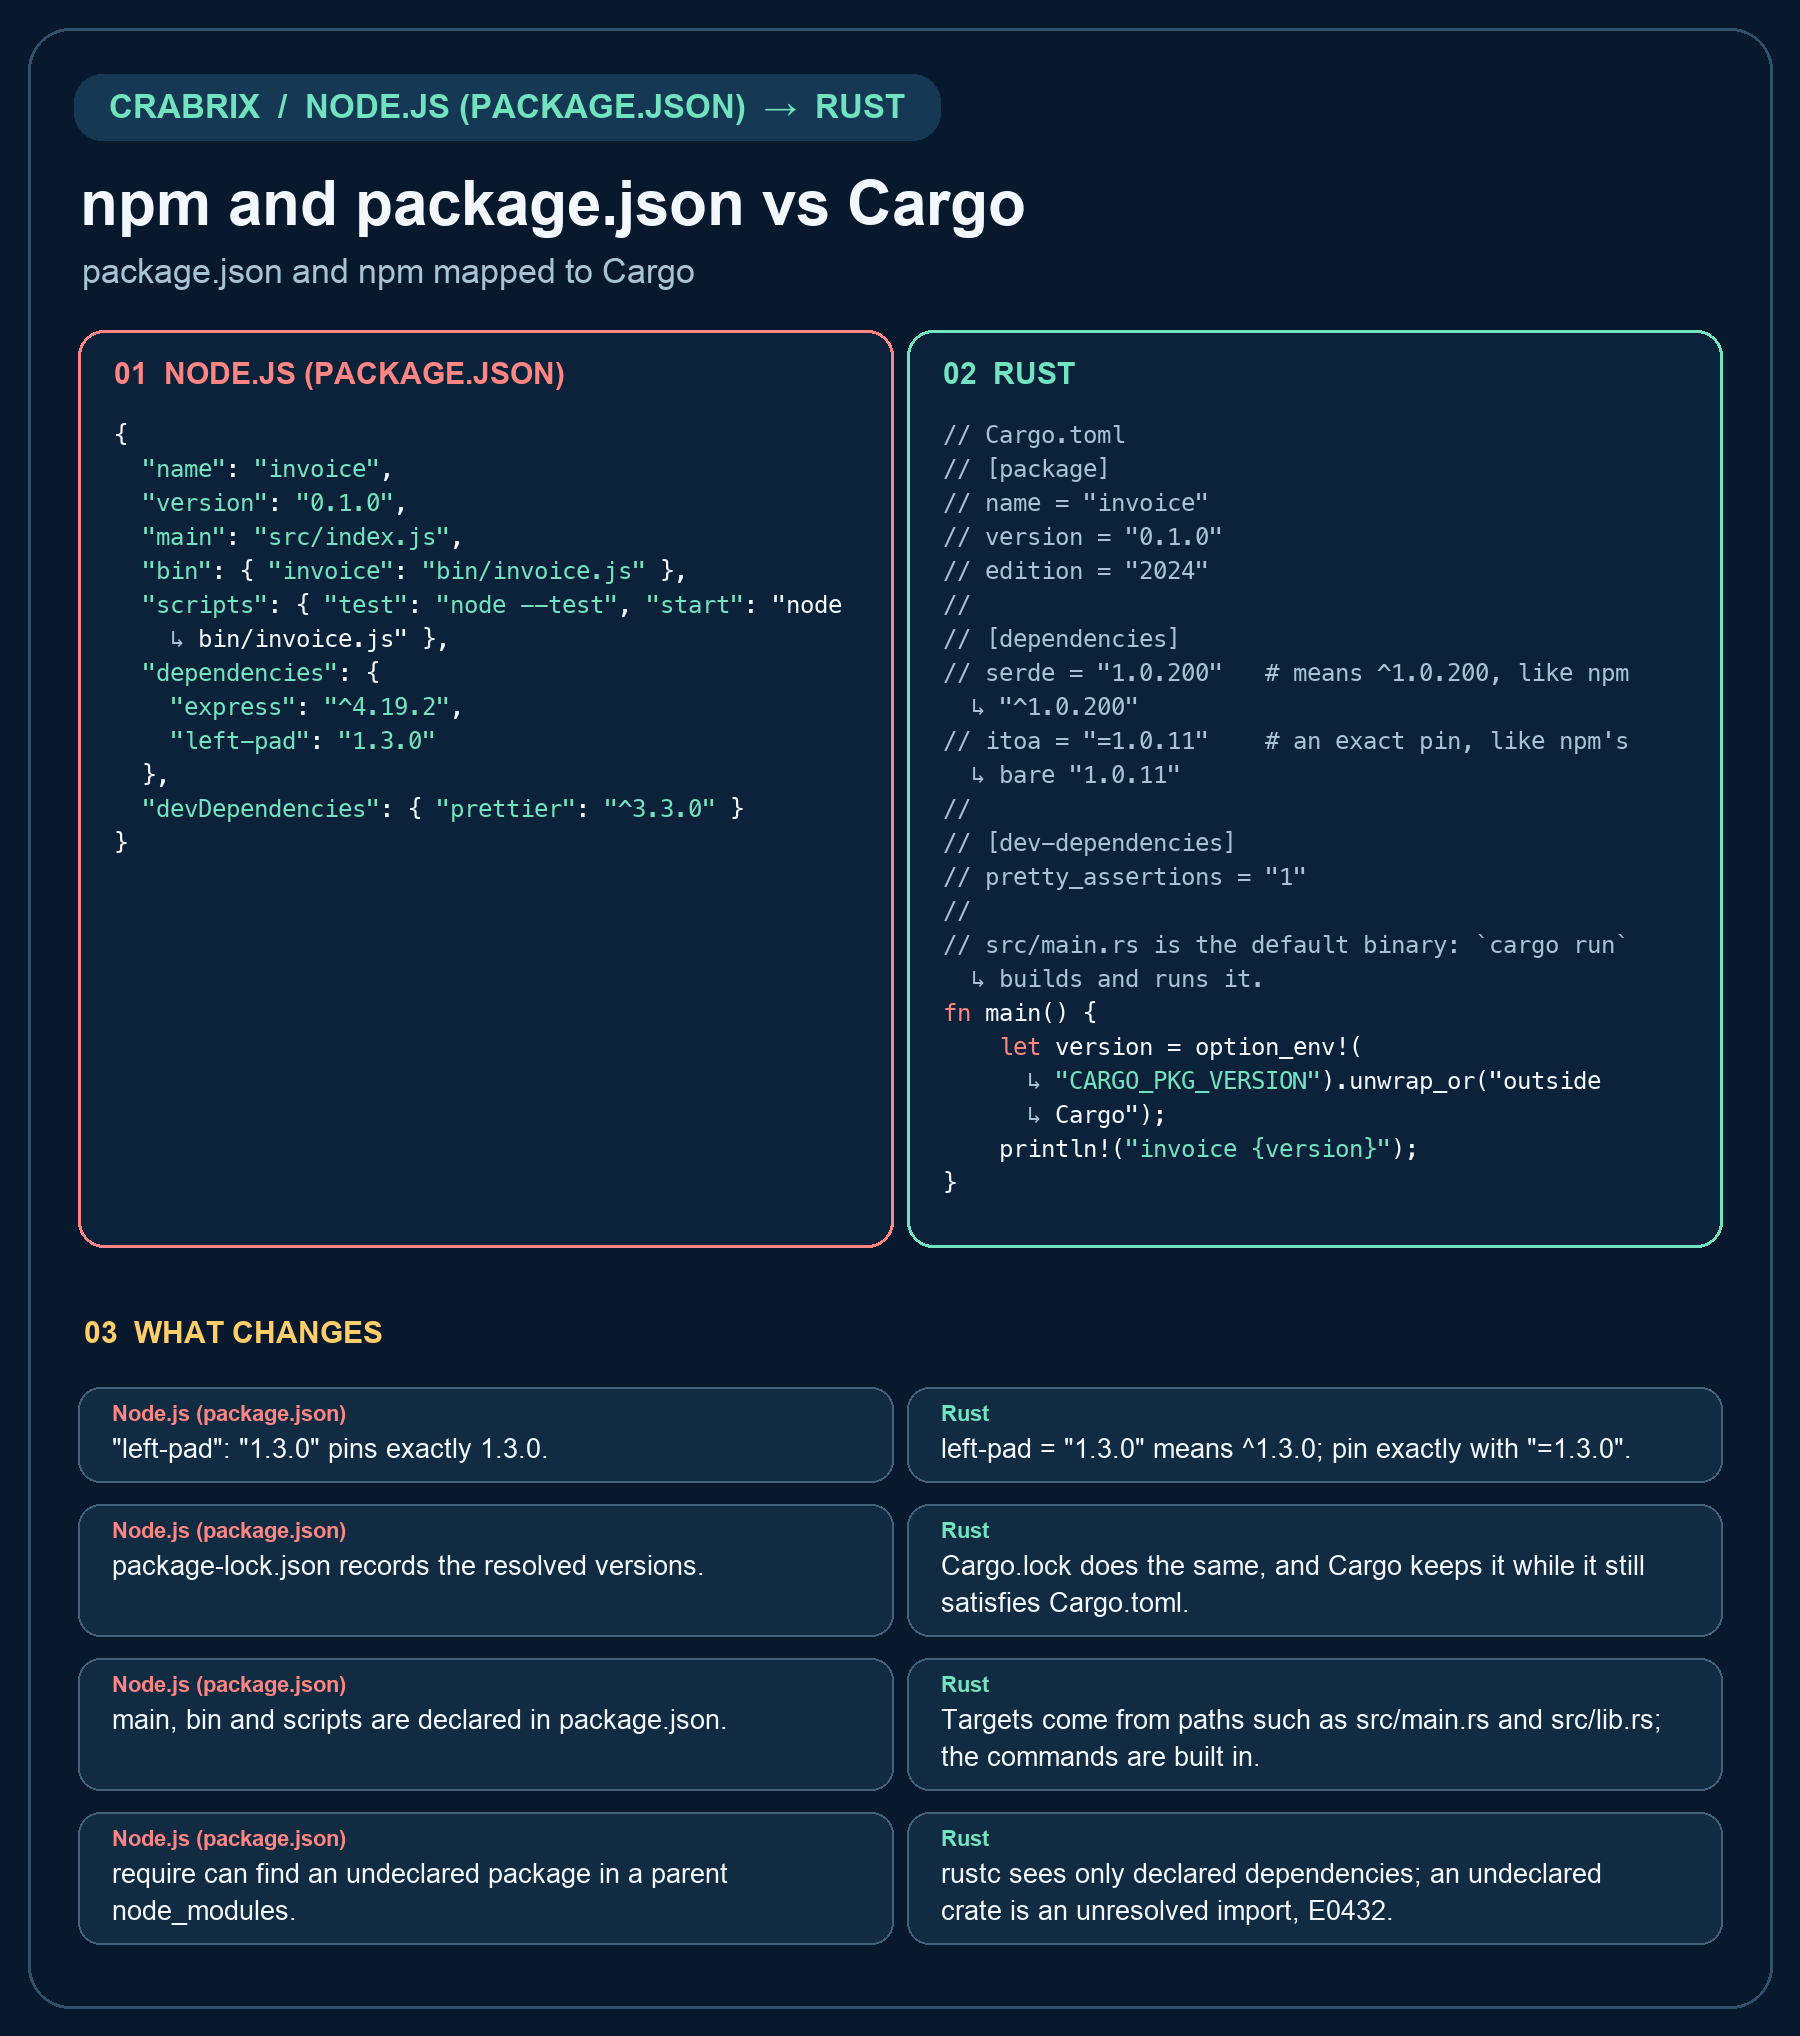 CRABRIX / NODE.JS (PACKAGE.JSON) → RUST
npm and package.json vs Cargo
package.json and npm mapped to Cargo
01 NODE.JS (PACKAGE.JSON)
{
  "name": "invoice",
  "version": "0.1.0",
  "main": "src/index.js",
  "bin": { "invoice": "bin/invoice.js" },
  "scripts": { "test": "node --test", "start": "node
    ↳ bin/invoice.js" },
  "dependencies": {
    "express": "^4.19.2",
    "left-pad": "1.3.0"
  },
  "devDependencies": { "prettier": "^3.3.0" }
}
02 RUST
// Cargo.toml
// [package]
// name = "invoice"
// version = "0.1.0"
// edition = "2024"
//
// [dependencies]
// serde = "1.0.200"   # means ^1.0.200, like npm
  ↳ "^1.0.200"
// itoa = "=1.0.11"    # an exact pin, like npm's
  ↳ bare "1.0.11"
//
// [dev-dependencies]
// pretty_assertions = "1"
//
// src/main.rs is the default binary: `cargo run`
  ↳ builds and runs it.
fn main() {
    let version = option_env!(
      ↳ "CARGO_PKG_VERSION").unwrap_or("outside
      ↳ Cargo");
    println!("invoice {version}");
}
03 WHAT CHANGES
Node.js (package.json)
"left-pad": "1.3.0" pins exactly 1.3.0.
Rust
left-pad = "1.3.0" means ^1.3.0; pin exactly with "=1.3.0".
Node.js (package.json)
package-lock.json records the resolved versions.
Rust
Cargo.lock does the same, and Cargo keeps it while it still
satisfies Cargo.toml.
Node.js (package.json)
main, bin and scripts are declared in package.json.
Rust
Targets come from paths such as src/main.rs and src/lib.rs;
the commands are built in.
Node.js (package.json)
require can find an undeclared package in a parent
node_modules.
Rust
rustc sees only declared dependencies; an undeclared
crate is an unresolved import, E0432.